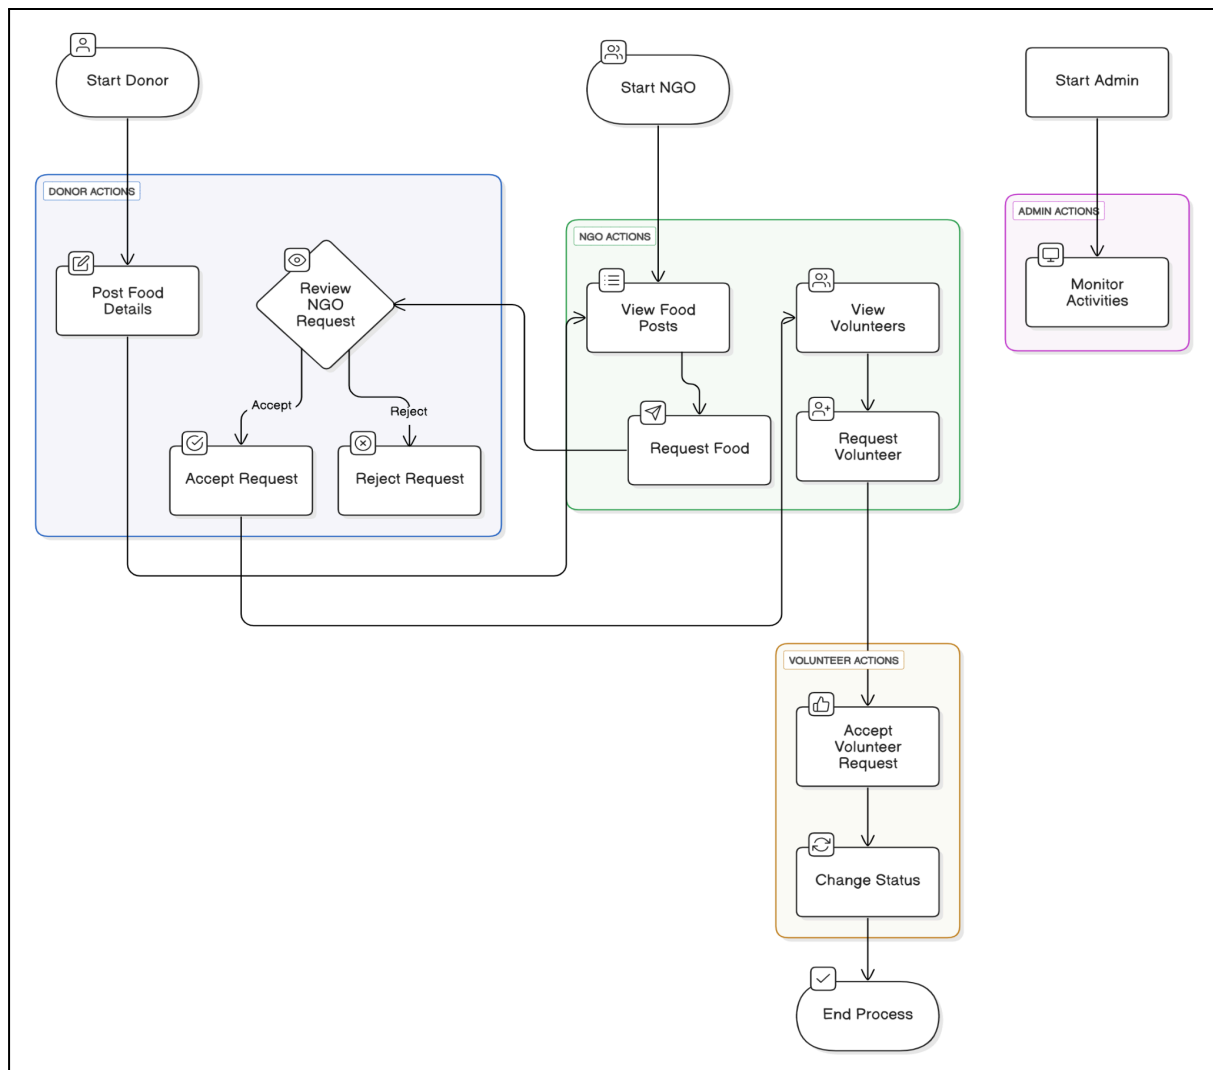 Start Donor
Start NGO
Start Admin
DONOR ACTIONS
Post Food
Details
Review
NGO
Request
Accept
Reject
Accept Request
Reject Request
NGO ACTIONS
View Food
Posts
Request Food
View
Volunteers
Request
Volunteer
ADMIN ACTIONS
Monitor
Activities
VOLUNTEER ACTIONS
Accept
Volunteer
Request
Change Status
End Process